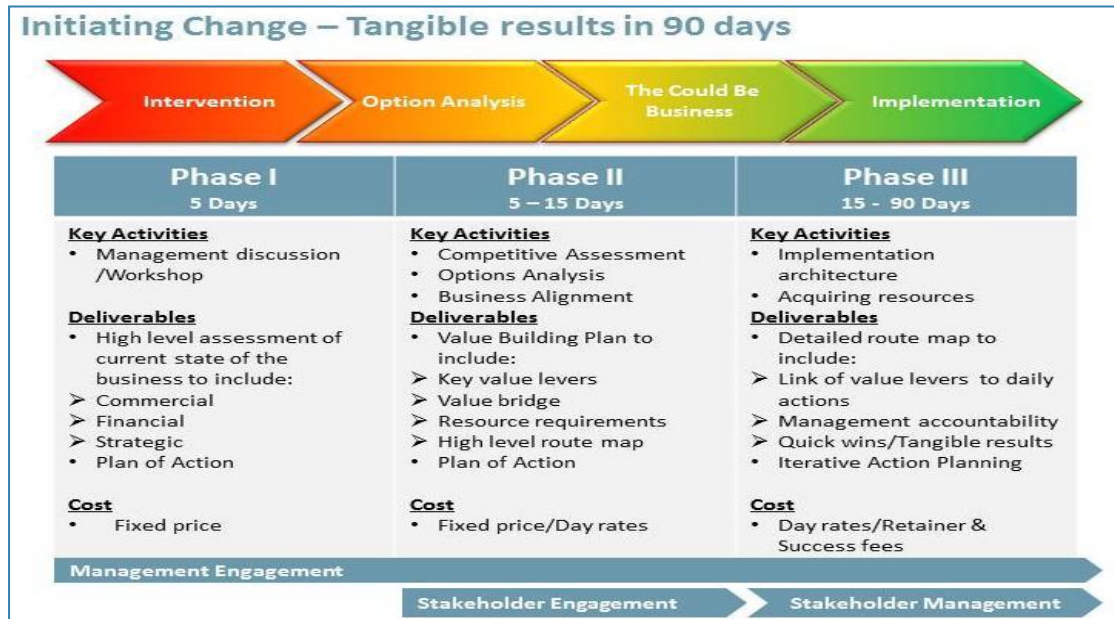 Initiating Change – Tangible results in 90 days
Intervention
Option Analysis
The Could Be
Business
Implementation
Phase I
5 Days
Key Activities
• Management discussion
/Workshop
Deliverables
• High level assessment of
current state of the
business to include:
➢ Commercial
➢ Financial
➢ Strategic
• Plan of Action
Cost
• Fixed price
Phase II
5 – 15 Days
Key Activities
• Competitive Assessment
• Options Analysis
• Business Alignment
Deliverables
• Value Building Plan to
include:
➢ Key value levers
➢ Value bridge
➢ Resource requirements
➢ High level route map
• Plan of Action
Cost
• Fixed price/Day rates
Phase III
15 - 90 Days
Key Activities
• Implementation
architecture
• Acquiring resources
Deliverables
• Detailed route map to
include:
➢ Link of value levers to daily
actions
➢ Management accountability
➢ Quick wins/Tangible results
• Iterative Action Planning
Cost
• Day rates/Retainer &
Success fees
Management Engagement
Stakeholder Engagement
Stakeholder Management